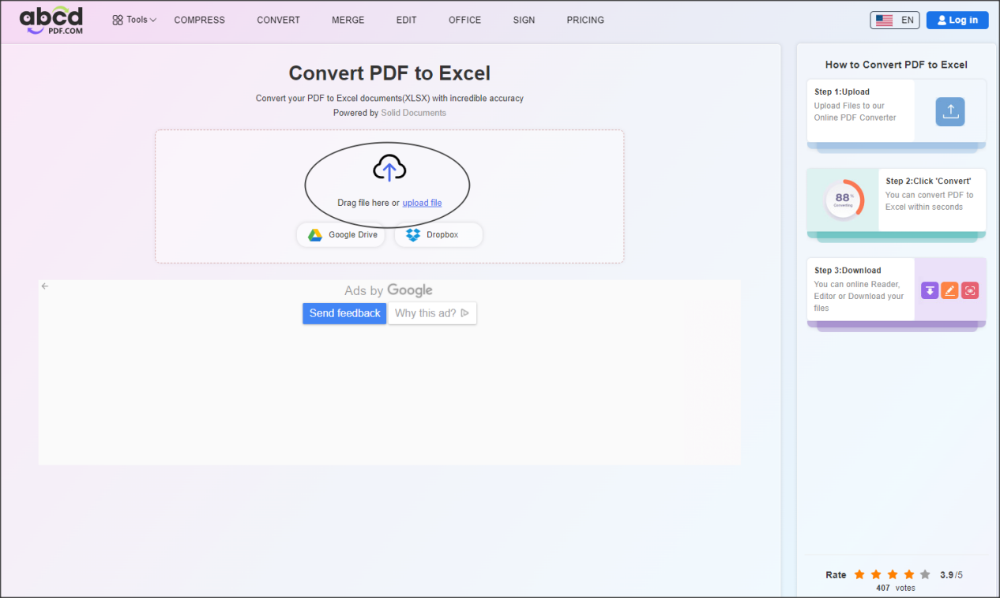 abcd
PDF.COM
Tools
COMPRESS
CONVERT
MERGE
EDIT
OFFICE
SIGN
PRICING
EN
Log in
Convert PDF to Excel
Convert your PDF to Excel documents(XLSX) with incredible accuracy
Powered by Solid Documents
Drag file here or upload file
Google Drive
Dropbox
Ads by Google
Send feedback
Why this ad?
How to Convert PDF to Excel
Step 1:Upload
Upload Files to our
Online PDF Converter
88%
Converting
Step 2:Click 'Convert'
You can convert PDF to
Excel within seconds
Step 3:Download
You can online Reader,
Editor or Download your
files
Rate
3.9/5
407 votes